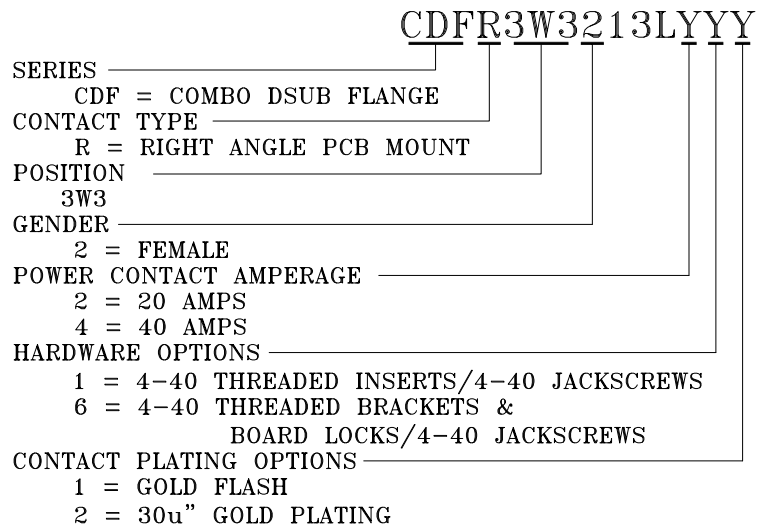 CDFR3W3213LYYY
SERIES
CDF = COMBO DSUB FLANGE
CONTACT TYPE
R = RIGHT ANGLE PCB MOUNT
POSITION
3W3
GENDER
2 = FEMALE
POWER CONTACT AMPERAGE
2 = 20 AMPS
4 = 40 AMPS
HARDWARE OPTIONS
1 = 4-40 THREADED INSERTS/4-40 JACKSCREWS
6 = 4-40 THREADED BRACKETS &
BOARD LOCKS/4-40 JACKSCREWS
CONTACT PLATING OPTIONS
1 = GOLD FLASH
2 = 30u" GOLD PLATING